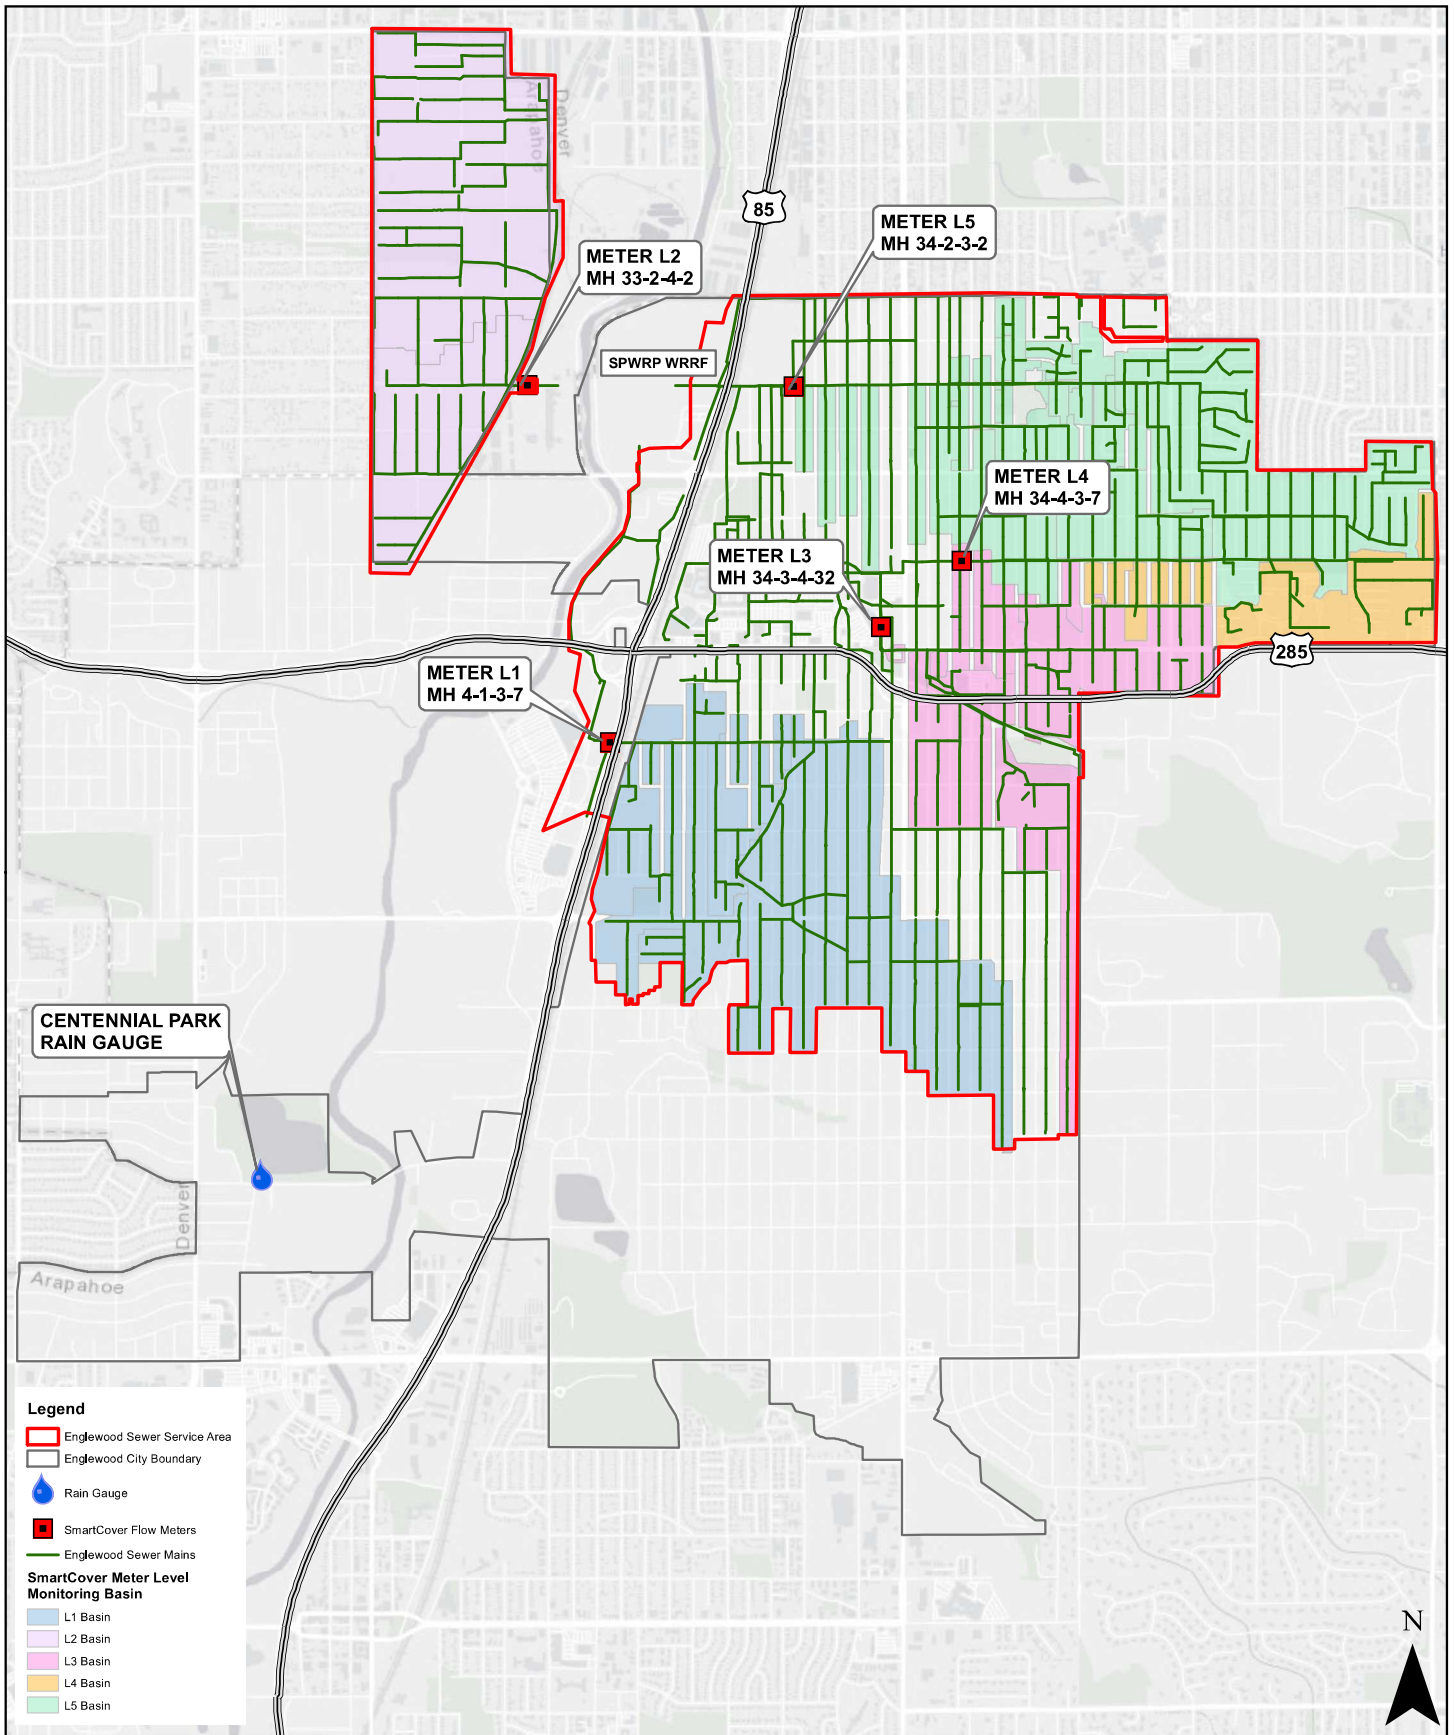 Denver
Arapahoe
85
METER L5
MH 34-2-3-2
METER L2
MH 33-2-4-2
SPWRP WRRF
METER L4
MH 34-4-3-7
METER L3
MH 34-3-4-32
285
METER L1
MH 4-1-3-7
CENTENNIAL PARK
RAIN GAUGE
Denver
Arapahoe
Legend
Englewood Sewer Service Area
Englewood City Boundary
Rain Gauge
SmartCover Flow Meters
Englewood Sewer Mains
SmartCover Meter Level
Monitoring Basin
L1 Basin
L2 Basin
L3 Basin
L4 Basin
L5 Basin
N